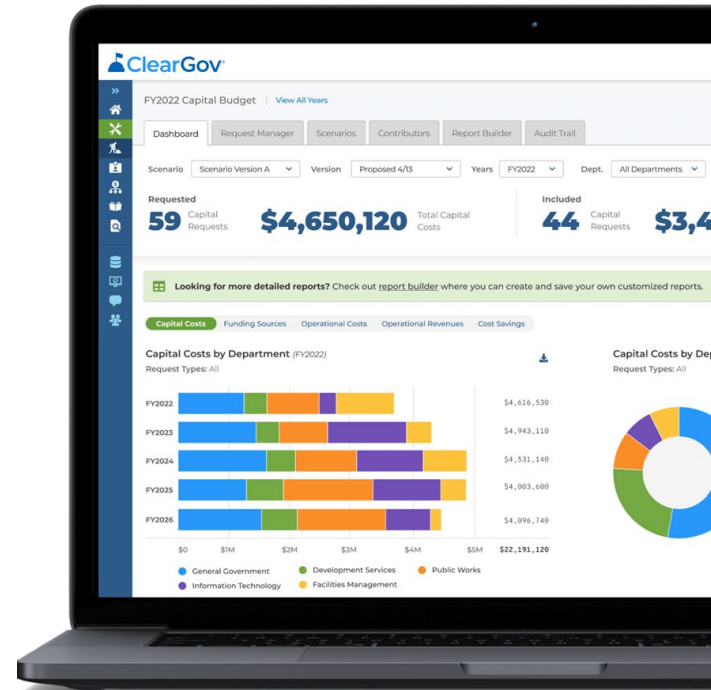 ClearGov
FY2022 Capital Budget | View All Years
Dashboard Request Manager Scenarios Contributors Report Builder Audit Trail
Scenario Scenario Version A Version Proposed 4/13 Years FY2022 Dept. All Departments
Requested
59 Capital Requests $4,650,120 Total Capital Costs
Included
44 Capital Requests $3,4
Looking for more detailed reports? Check out report builder where you can create and save your own customized reports.
Capital Costs Funding Sources Operational Costs Operational Revenues Cost Savings
Capital Costs by Department (FY2022)
Request Types: All
FY2022 $4,616,530
FY2023 $4,943,110
FY2024 $4,531,140
FY2025 $4,003,600
FY2026 $4,096,740
$0 $1M $2M $3M $4M $5M $22,191,120
General Government Development Services Public Works
Information Technology Facilities Management
Capital Costs by De
Request Types: All